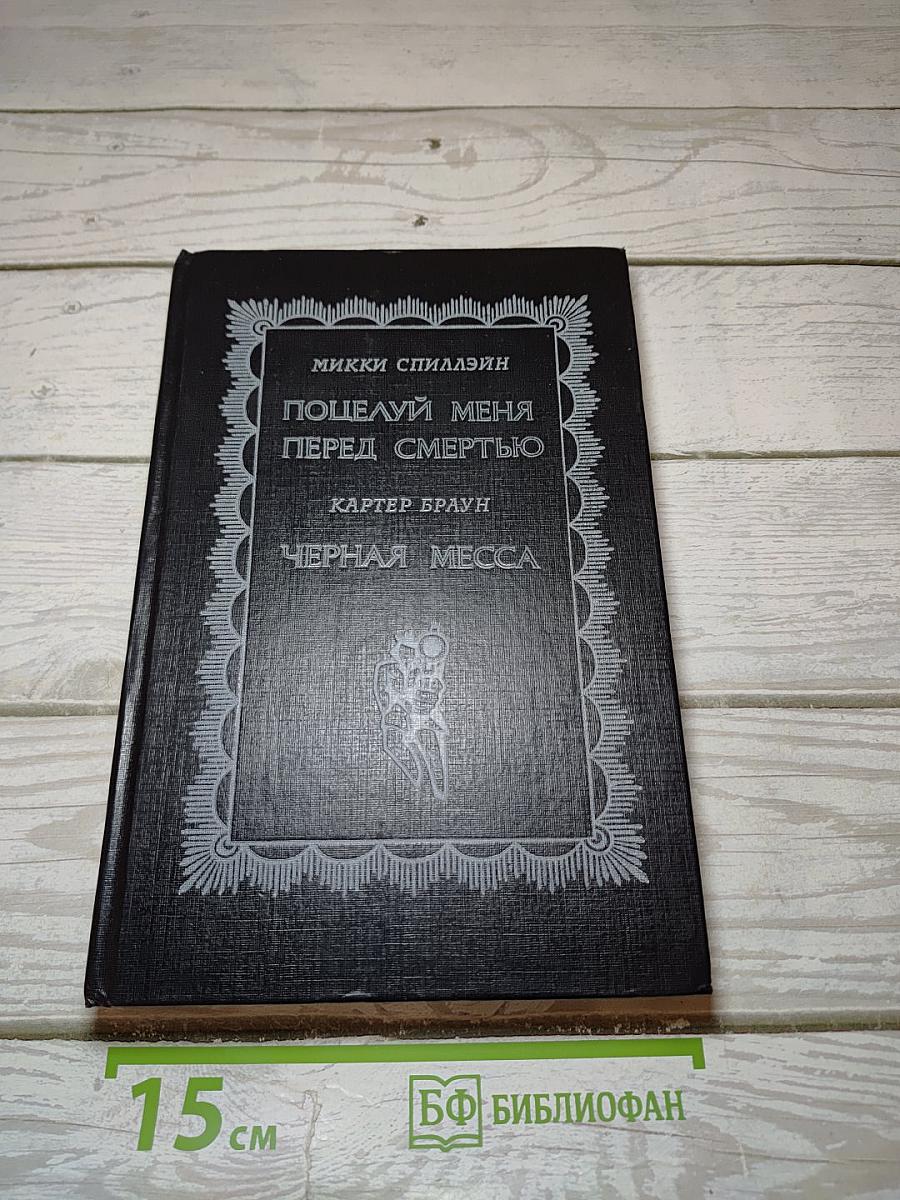 МИККИ СПИЛЛЭЙН
ПОЦЕЛУЙ МЕНЯ
ПЕРЕД СМЕРТЬЮ
КАРТЕР БРАУН
ЧЕРНАЯ МЕССА
15 см
БФ БИБЛИОФАН